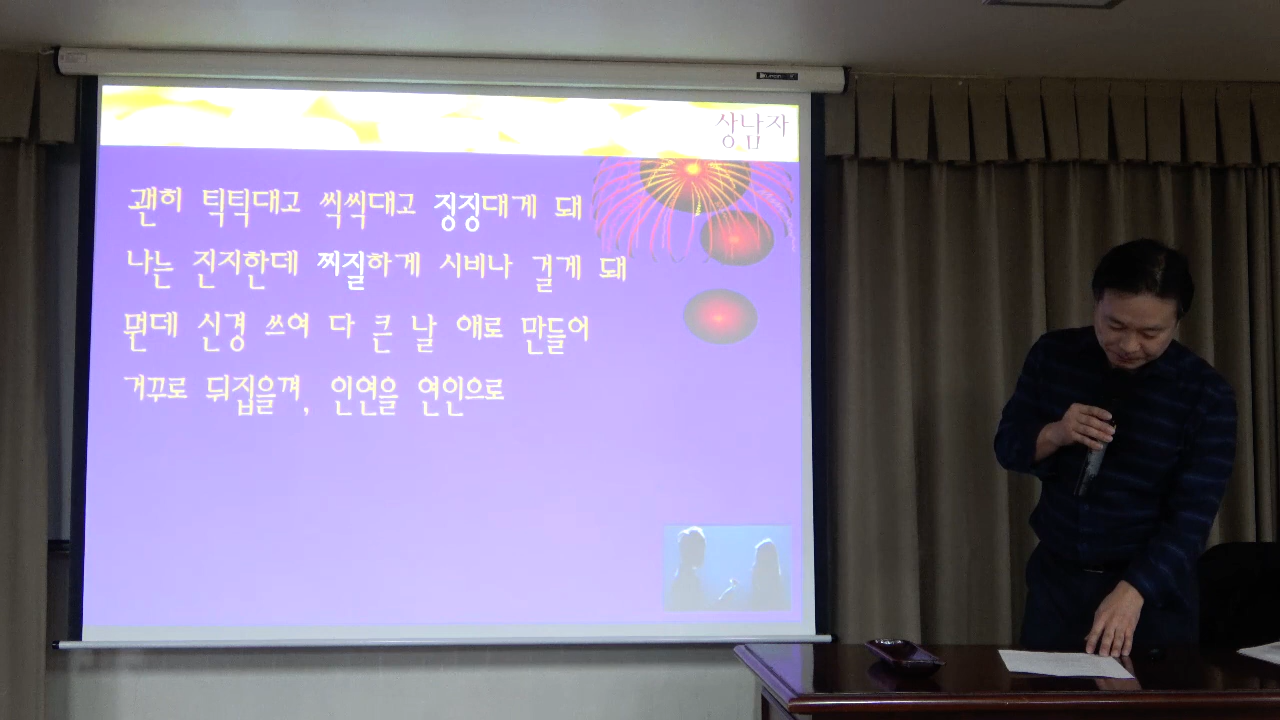 상남자
괜히 틱틱대고 씩씩대고 징징대게 돼
나는 진지한데 찌질하게 시비나 걸게 돼
뭔데 신경 쓰여 다 큰 날 애로 만들어
거꾸로 뒤집을껴, 인연을 연인으로